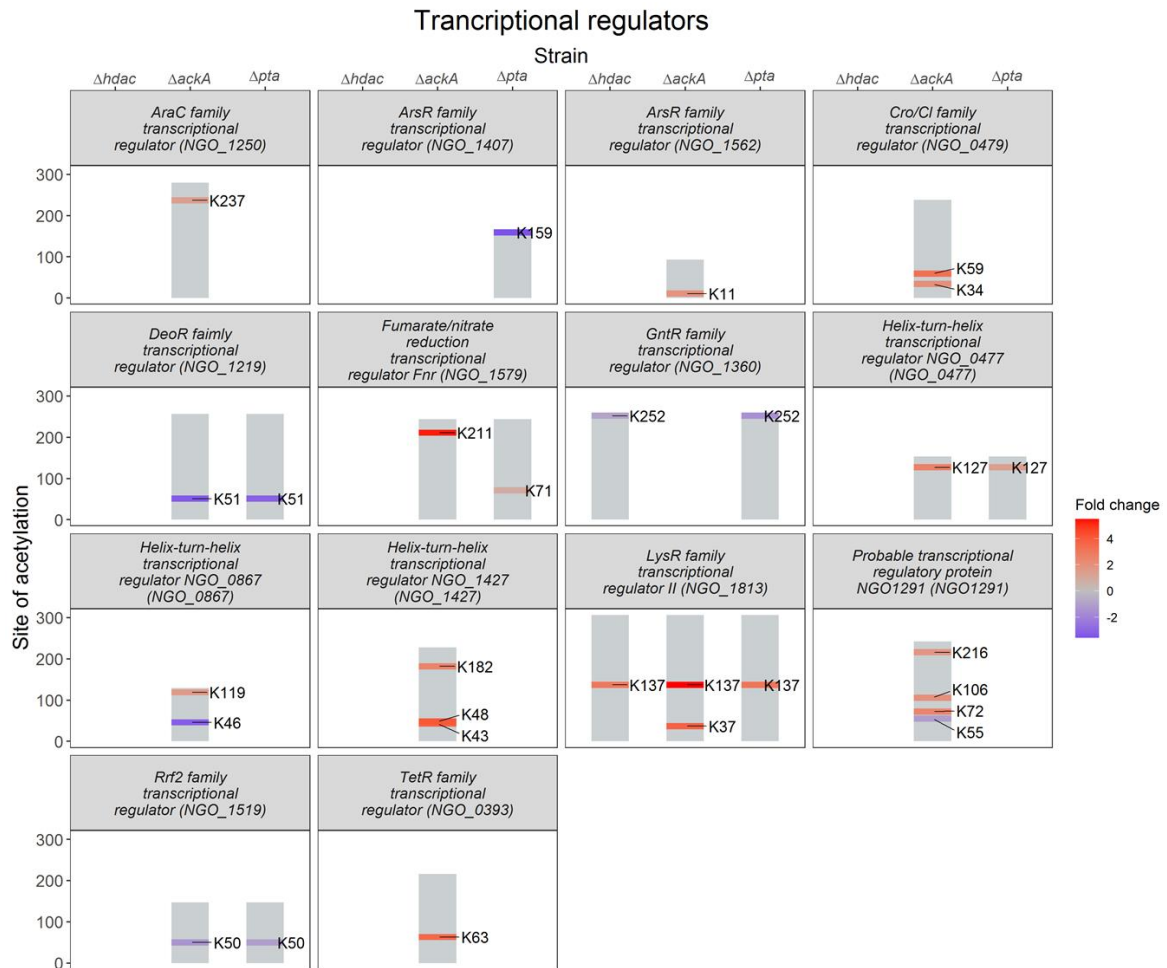 Trancriptional regulators
Strain
Δhdac ΔackA Δpta Δhdac ΔackA Δpta Δhdac ΔackA Δpta Δhdac ΔackA Δpta
AraC family
transcriptional
regulator (NGO_1250)
ArsR family
transcriptional
regulator (NGO_1407)
ArsR family
transcriptional
regulator (NGO_1562)
Cro/CI family
transcriptional
regulator (NGO_0479)
300
200
100
0
K237
K159
K11
K59
K34
DeoR faimly
transcriptional
regulator (NGO_1219)
Fumarate/nitrate
reduction
transcriptional
regulator Fnr (NGO_1579)
GntR family
transcriptional
regulator (NGO_1360)
Helix-turn-helix
transcriptional
regulator NGO_0477
(NGO_0477)
300
200
100
0
K51
K51
K211
K71
K252
K252
K127
K127
Site of acetylation
Helix-turn-helix
transcriptional
regulator NGO_0867
(NGO_0867)
Helix-turn-helix
transcriptional
regulator NGO_1427
(NGO_1427)
LysR family
transcriptional
regulator II (NGO_1813)
Probable transcriptional
regulatory protein
NGO1291 (NGO1291)
300
200
100
0
K119
K46
K182
K48
K43
K137
K137
K137
K37
K216
K106
K72
K55
Rrf2 family
transcriptional
regulator (NGO_1519)
TetR family
transcriptional
regulator (NGO_0393)
300
200
100
0
K50
K50
K63
Fold change
4
2
0
-2